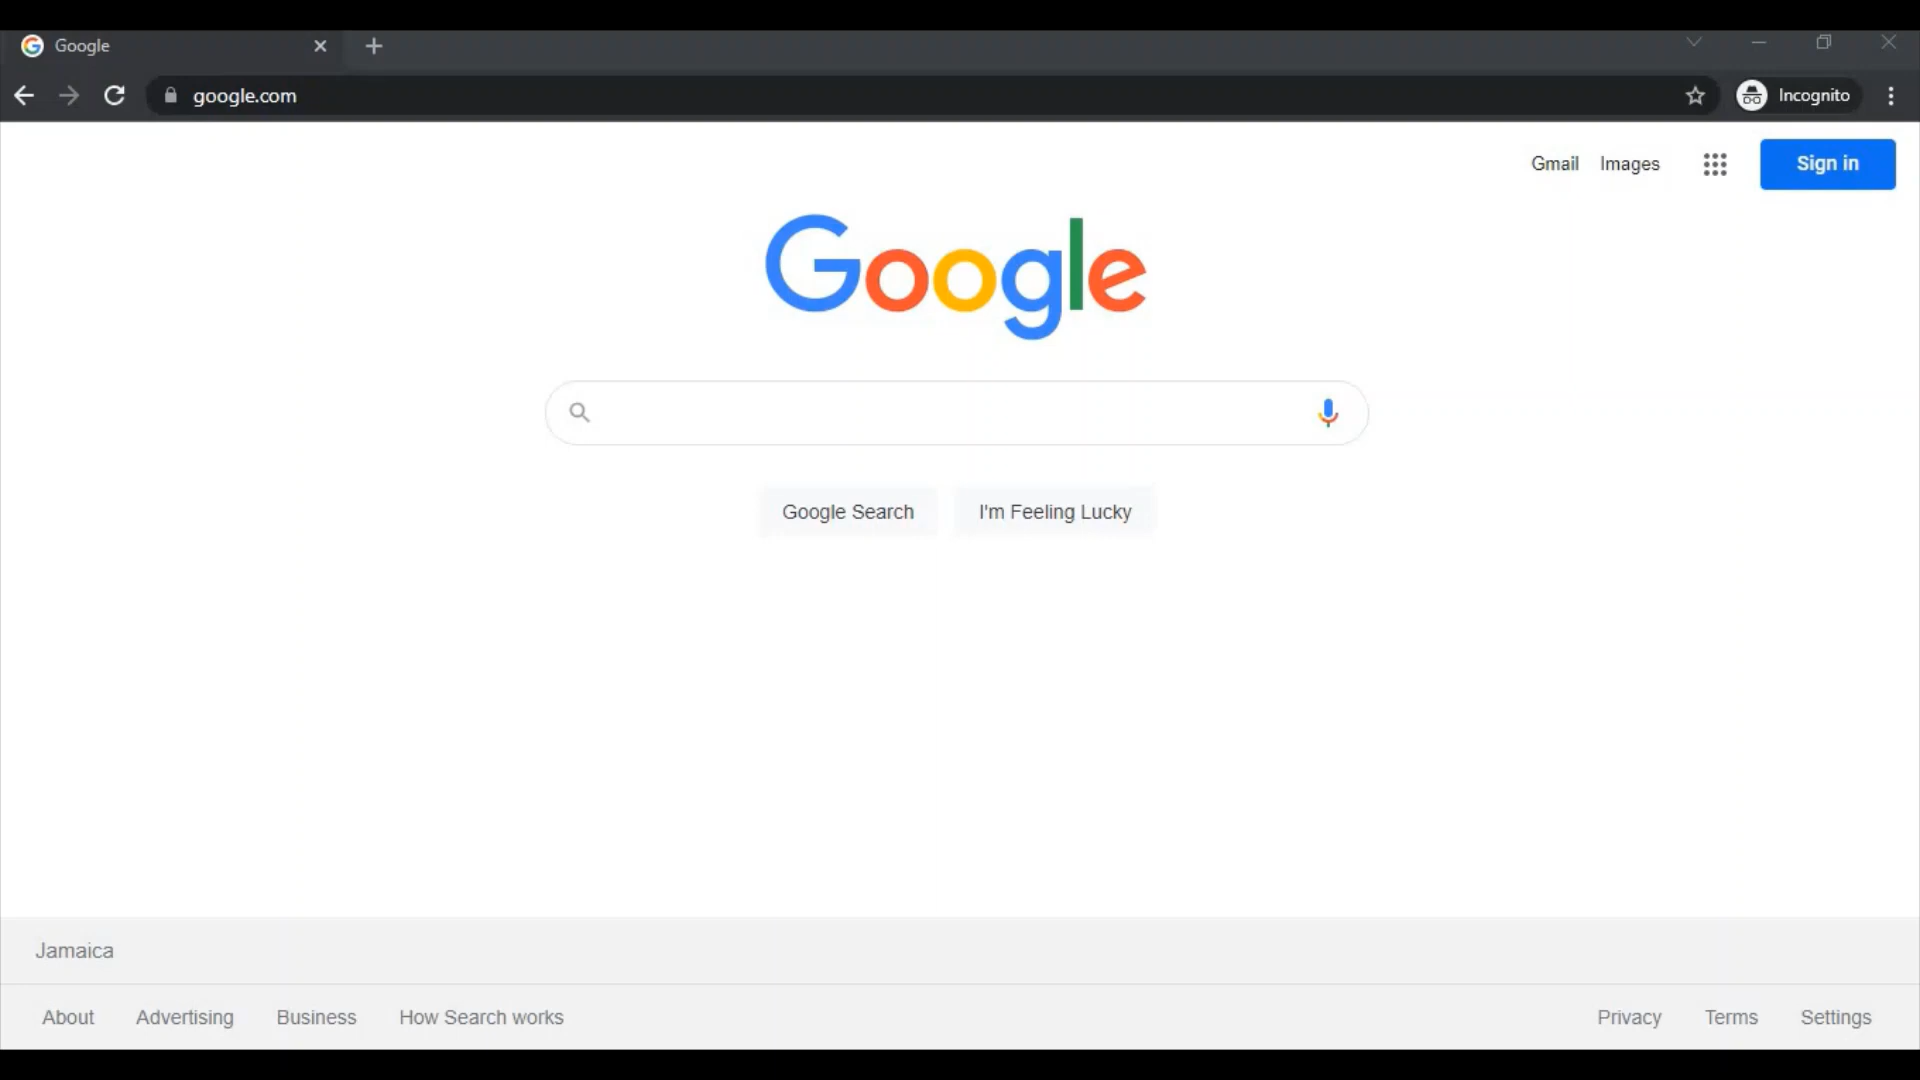 Google
google.com
Incognito
Gmail Images Sign in
Google
Google Search I'm Feeling Lucky
Jamaica
About Advertising Business How Search works Privacy Terms Settings